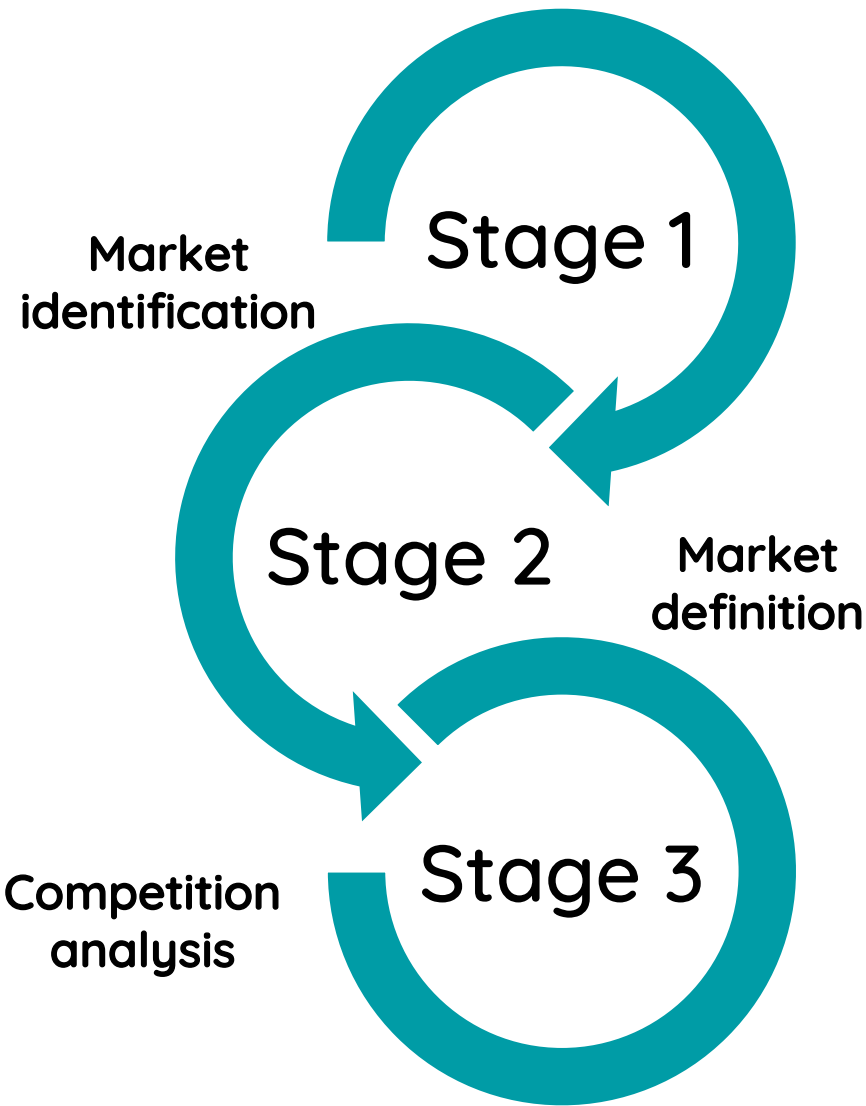 Stage 1
Market
identification
Stage 2
Market
definition
Stage 3
Competition
analysis